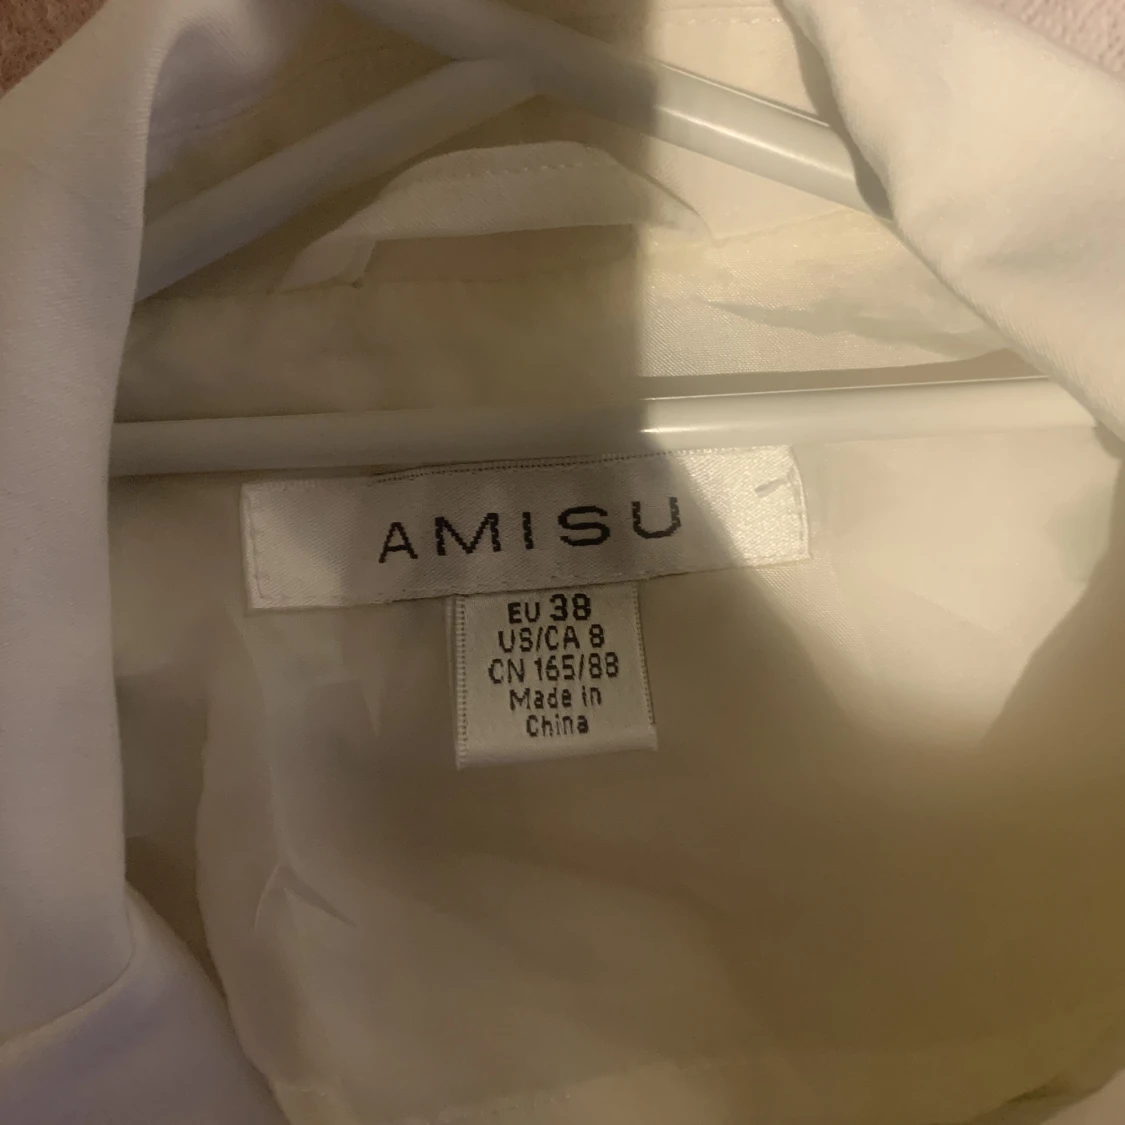 AMISU
EU 38
US/CA 8
CN 165/88
Made in
China